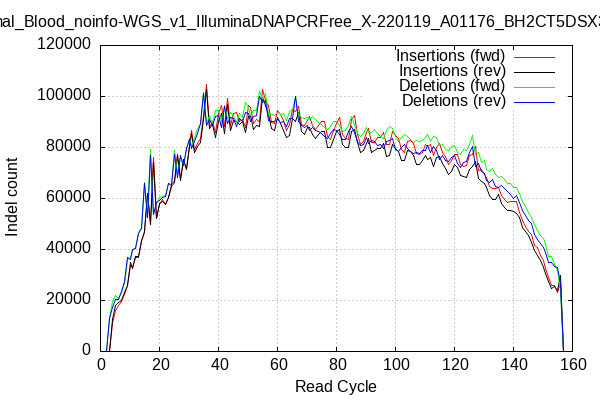 nal_Blood_noinfo-WGS_v1_IlluminaDNAPCRFree_X-220119_A01176_BH2CT5DSX3
120000
100000
80000
60000
40000
20000
0
Indel count
Insertions (fwd)
Insertions (rev)
Deletions (fwd)
Deletions (rev)
0 20 40 60 80 100 120 140 160
Read Cycle